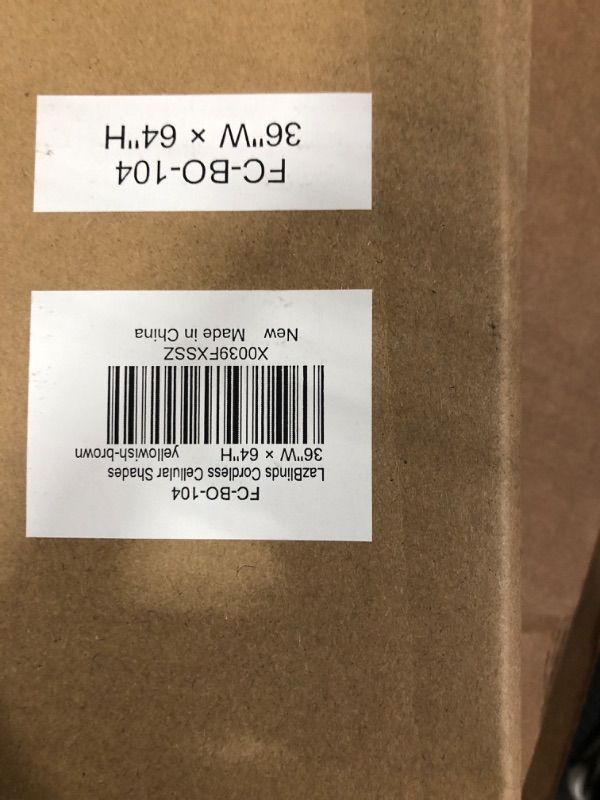 FC-BO-104
36"W × 64"H
FC-BO-104
LazBlinds Cordless Cellular Shades
36"W × 64"H yellowish-brown
X0039FXSSZ
New Made in China